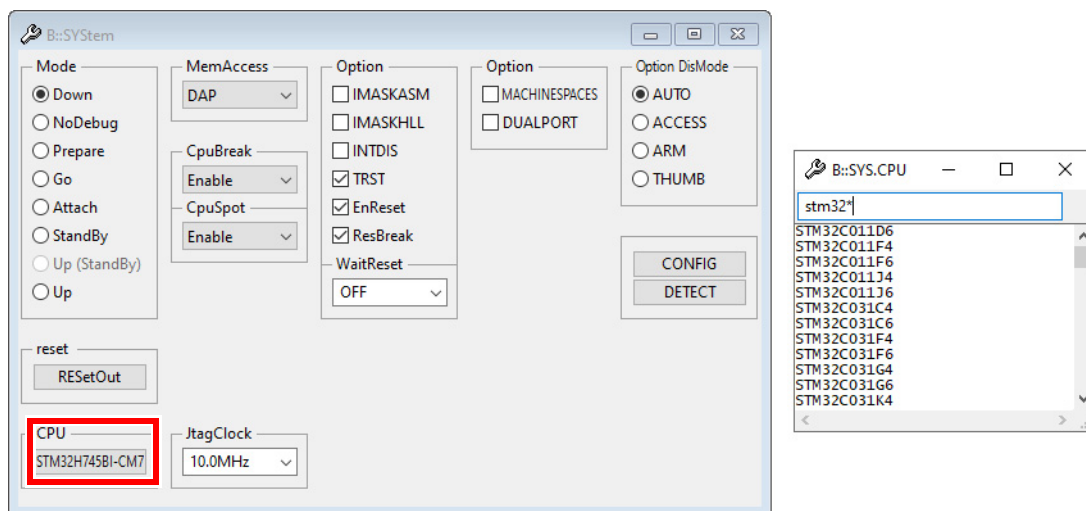 B::SYStem
Mode
Down
NoDebug
Prepare
Go
Attach
StandBy
Up (StandBy)
Up
reset
RESetOut
CPU
STM32H745BI-CM7
MemAccess
DAP
CpuBreak
Enable
CpuSpot
Enable
JtagClock
10.0MHz
Option
IMASKASM
IMASKHLL
INTDIS
TRST
EnReset
ResBreak
WaitReset
OFF
Option
MACHINESPACES
DUALPORT
Option DisMode
AUTO
ACCESS
ARM
THUMB
CONFIG
DETECT
B::SYS.CPU
stm32*
STM32C011D6
STM32C011F4
STM32C011F6
STM32C011J4
STM32C011J6
STM32C031C4
STM32C031C6
STM32C031F4
STM32C031F6
STM32C031G4
STM32C031G6
STM32C031K4